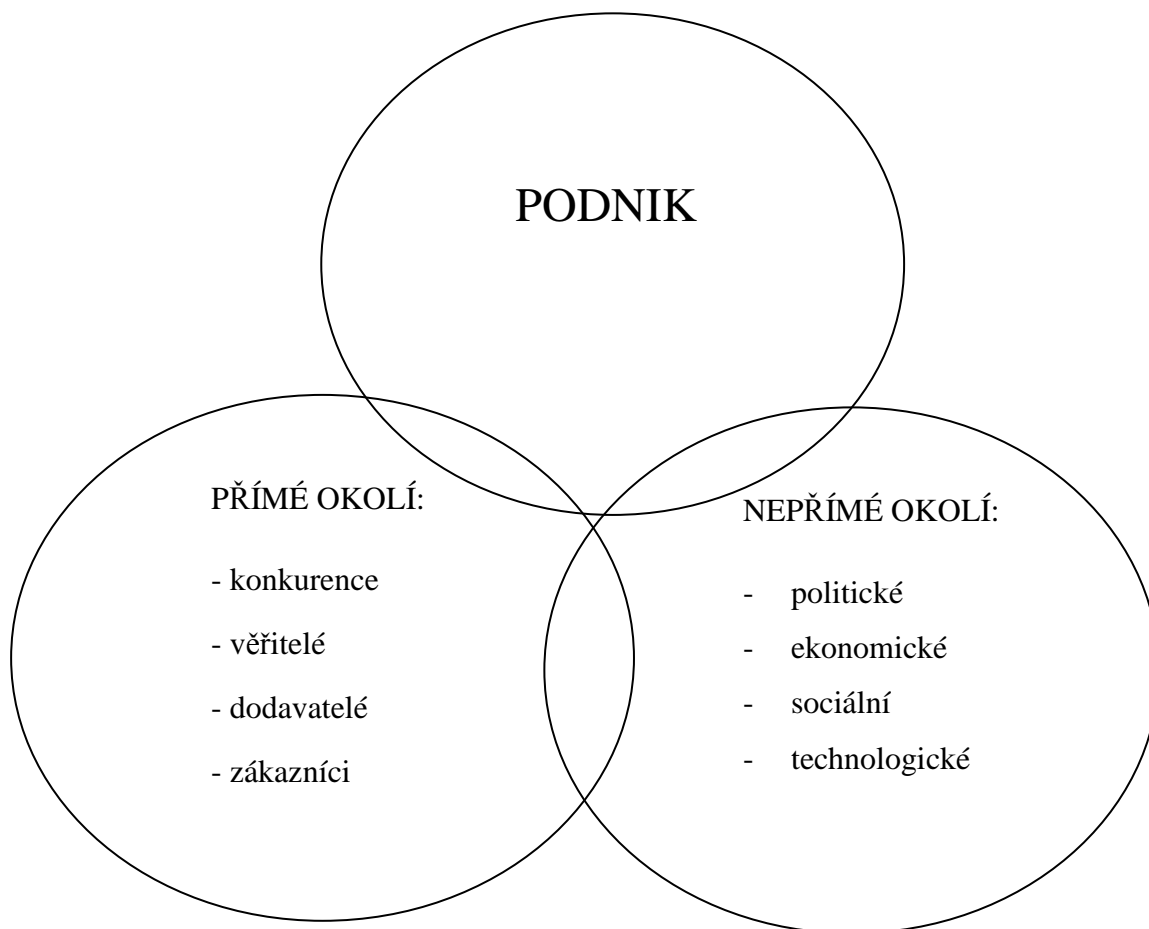 PODNIK
PŘÍMÉ OKOLÍ:
- konkurence
- věřitelé
- dodavatelé
- zákazníci
NEPŘÍMÉ OKOLÍ:
- politické
- ekonomické
- sociální
- technologické